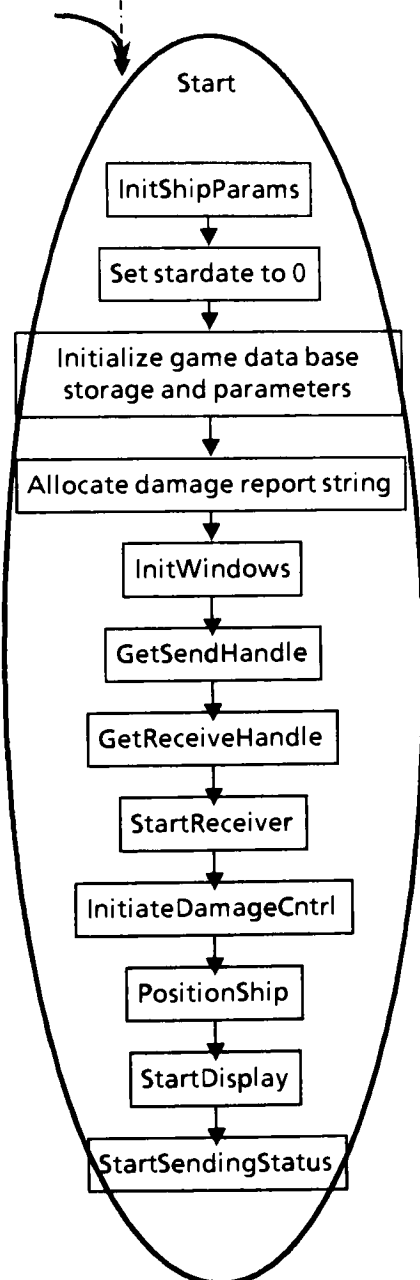 Start
InitShipParams
Set stardate to 0
Initialize game data base
storage and parameters
Allocate damage report string
InitWindows
GetSendHandle
GetReceiveHandle
StartReceiver
InitiateDamageCntrl
PositionShip
StartDisplay
StartSendingStatus